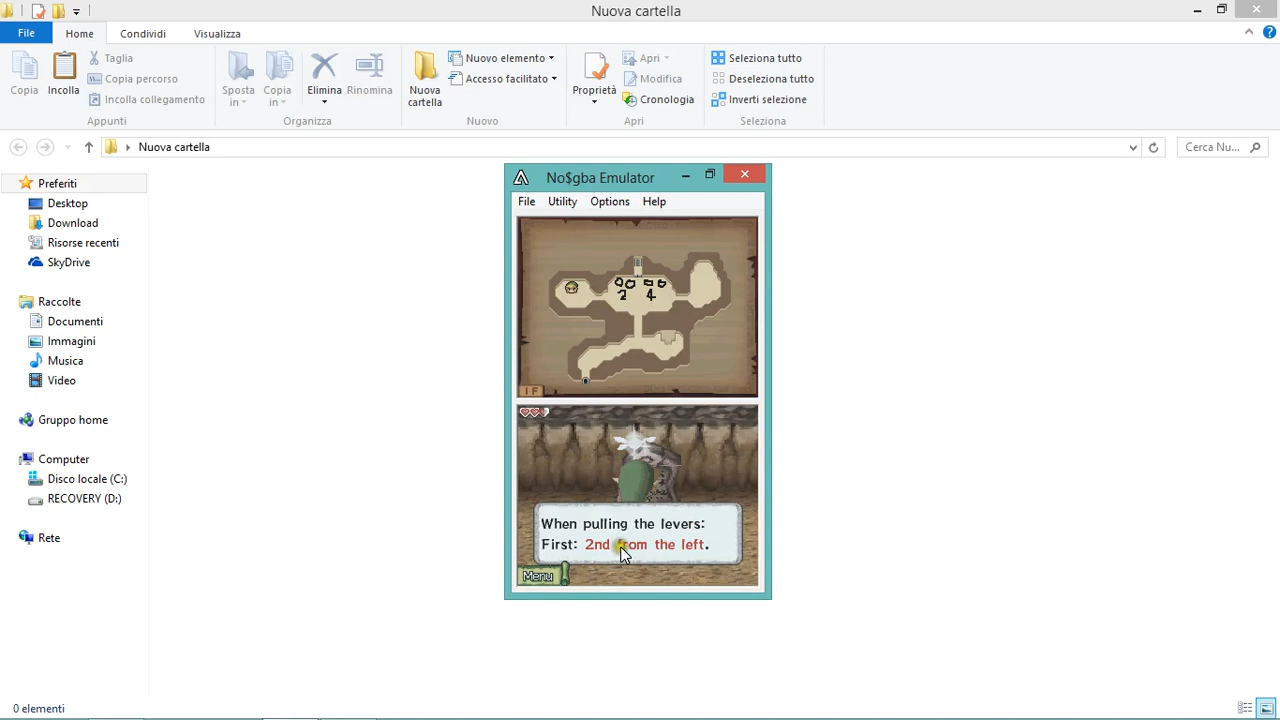 Nuova cartella
File
Home
Condividi
Visualizza
Copia
Incolla
Taglia
Copia percorso
Incolla collegamento
Appunti
Sposta in
Copia in
Elimina
Rinomina
Organizza
Nuova cartella
Nuovo elemento
Accesso facilitato
Nuovo
Proprietà
Apri
Modifica
Cronologia
Apri
Seleziona tutto
Deseleziona tutto
Inverti selezione
Seleziona
Nuova cartella
Cerca Nu...
Preferiti
Desktop
Download
Risorse recenti
SkyDrive
Raccolte
Documenti
Immagini
Musica
Video
Gruppo home
Computer
Disco locale (C:)
RECOVERY (D:)
Rete
0 elementi
No$gba Emulator
File Utility Options Help
2 4
1F
When pulling the levers:
First: 2nd from the left.
Menu